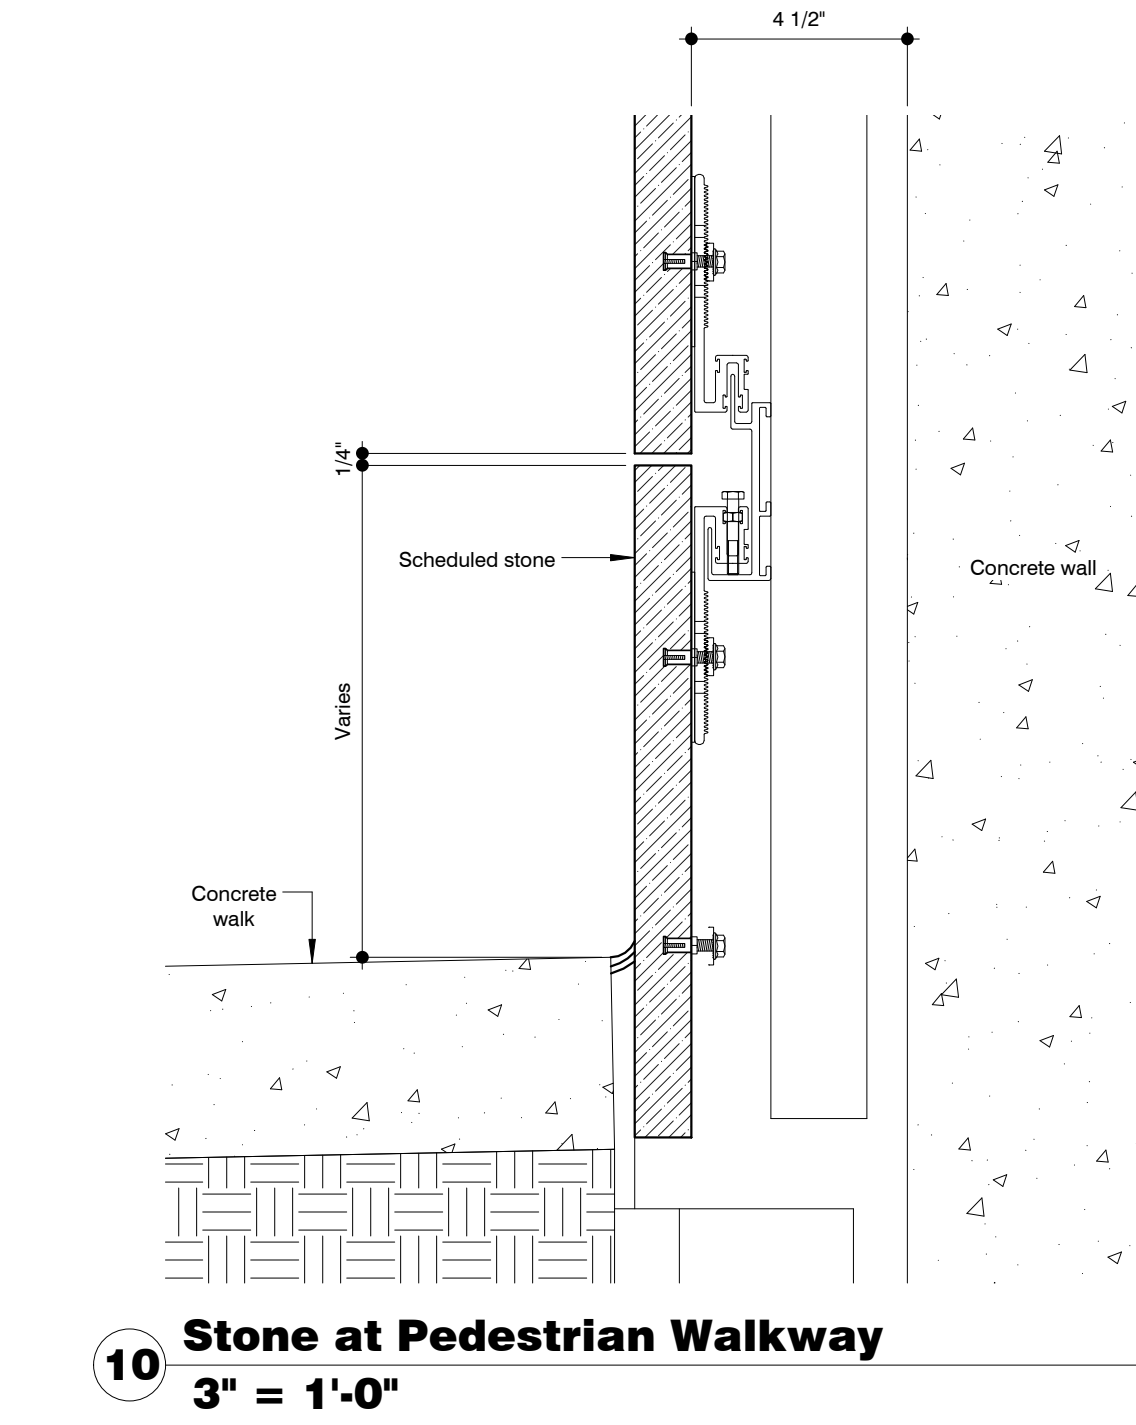 4 1/2"
1/4"
Scheduled stone
Concrete wall
Varies
Concrete
walk
10
Stone at Pedestrian Walkway
3" = 1'-0"